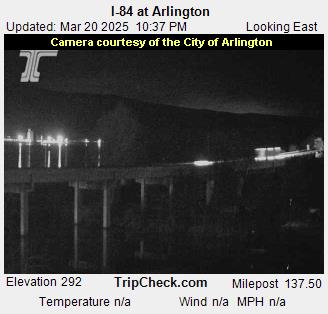 I-84 at Arlington
Updated: Mar 20 2025 10:37 PM Looking East
Camera courtesy of the City of Arlington
Elevation 292 TripCheck.com Milepost 137.50
Temperature n/a Wind n/a MPH n/a